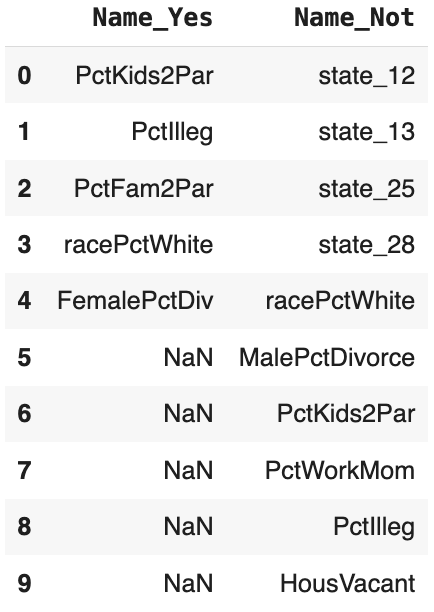 Name_Yes Name_Not
0 PctKids2Par state_12
1 PctIlleg state_13
2 PctFam2Par state_25
3 racePctWhite state_28
4 FemalePctDiv racePctWhite
5 NaN MalePctDivorce
6 NaN PctKids2Par
7 NaN PctWorkMom
8 NaN PctIlleg
9 NaN HousVacant